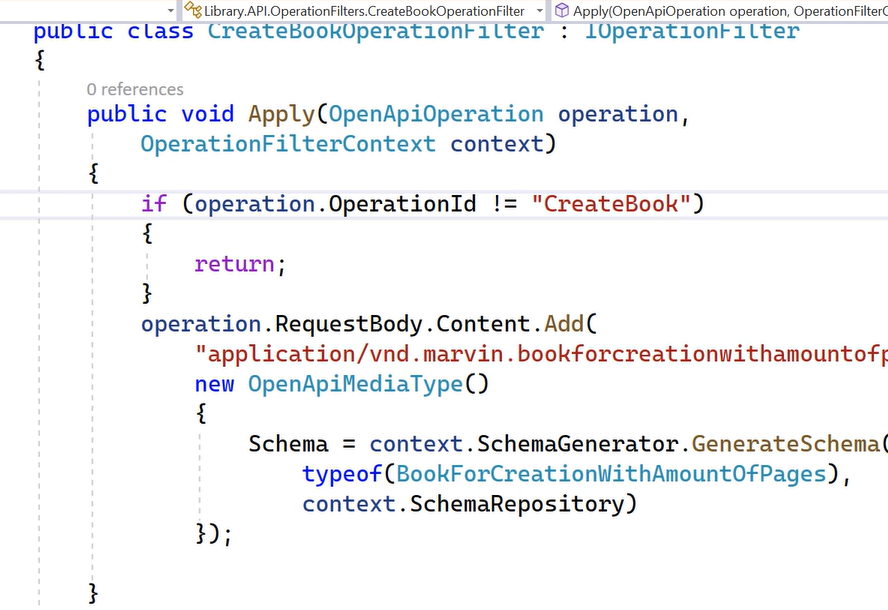 Library.API.OperationFilters.CreateBookOperationFilter Apply(OpenApiOperation operation, OperationFilterC
public class CreateBookOperationFilter : IOperationFilter
{
0 references
public void Apply(OpenApiOperation operation,
OperationFilterContext context)
{
if (operation.OperationId != "CreateBook")
{
return;
}
operation.RequestBody.Content.Add(
"application/vnd.marvin.bookforcreationwithamountofp
new OpenApiMediaType()
{
Schema = context.SchemaGenerator.GenerateSchema(
typeof(BookForCreationWithAmountOfPages),
context.SchemaRepository)
});
}